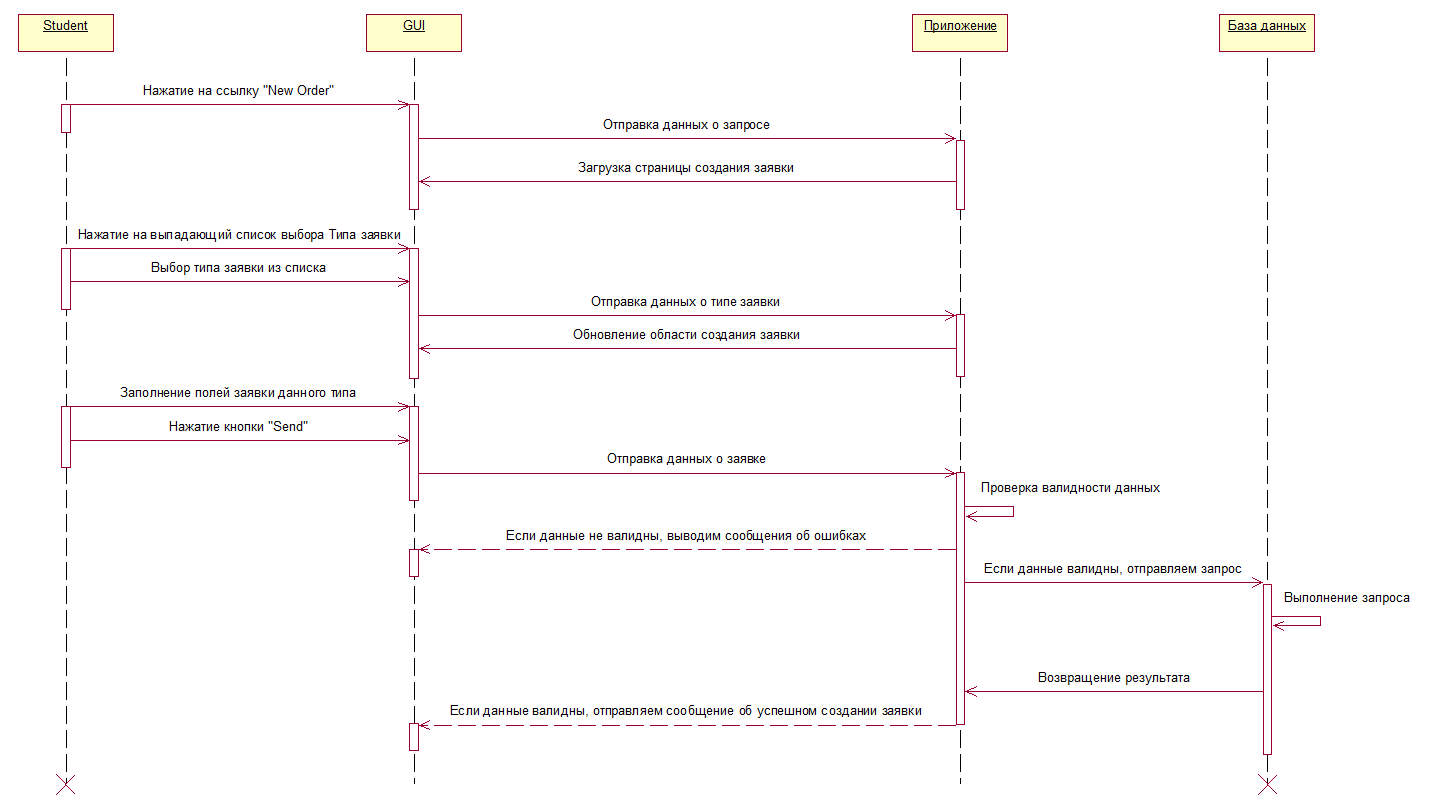 Student
GUI
Приложение
База данных
Нажатие на ссылку "New Order"
Отправка данных о запросе
Загрузка страницы создания заявки
Нажатие на выпадающий список выбора Типа заявки
Выбор типа заявки из списка
Отправка данных о типе заявки
Обновление области создания заявки
Заполнение полей заявки данного типа
Нажатие кнопки "Send"
Отправка данных о заявке
Проверка валидности данных
Если данные не валидны, выводим сообщения об ошибках
Если данные валидны, отправляем запрос
Выполнение запроса
Возвращение результата
Если данные валидны, отправляем сообщение об успешном создании заявки